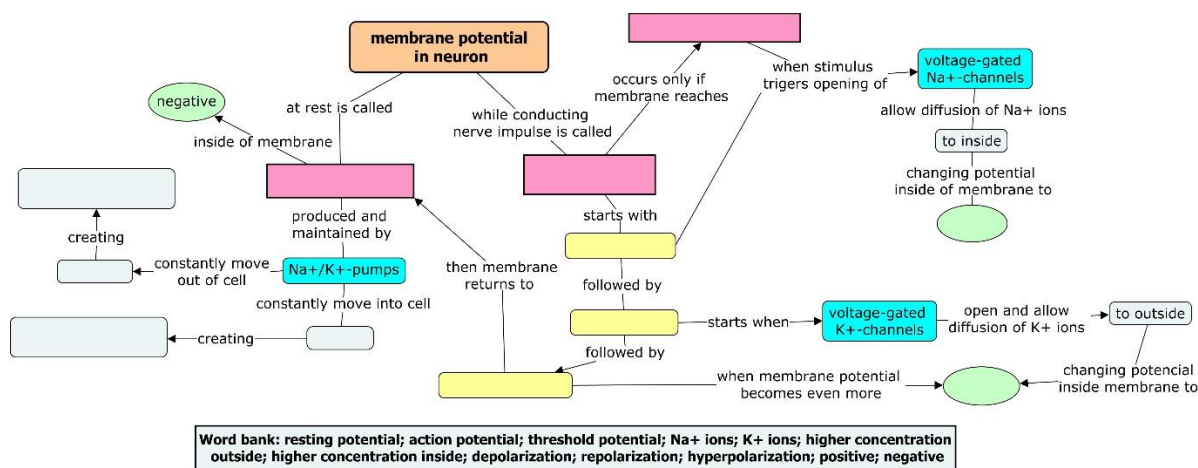 membrane potential
in neuron
negative
at rest is called
inside of membrane
while conducting
nerve impulse is called
occurs only if
membrane reaches
when stimulus
trigers opening of
voltage-gated
Na+-channels
allow diffusion of Na+ ions
to inside
changing potential
inside of membrane to
produced and
maintained by
creating
constantly move
out of cell
Na+/K+-pumps
constantly move into cell
creating
then membrane
returns to
starts with
followed by
starts when
voltage-gated
K+-channels
open and allow
diffusion of K+ ions
to outside
followed by
when membrane potential
becomes even more
changing potencial
inside membrane to
Word bank: resting potential; action potential; threshold potential; Na+ ions; K+ ions; higher concentration
outside; higher concentration inside; depolarization; repolarization; hyperpolarization; positive; negative